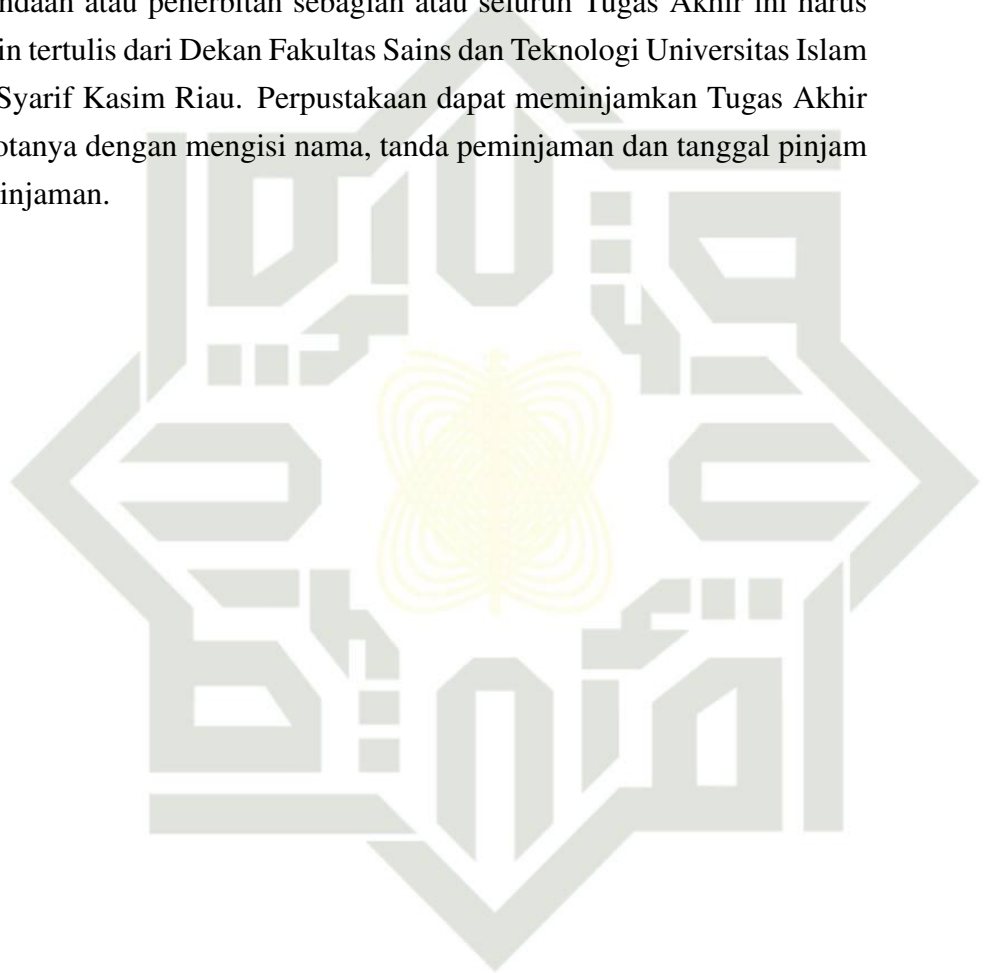 ndaan atau penerbitan sebagian atau seluruh Tugas Akhir ini harus
in tertulis dari Dekan Fakultas Sains dan Teknologi Universitas Islam
Syarif Kasim Riau. Perpustakaan dapat meminjamkan Tugas Akhir
otanya dengan mengisi nama, tanda peminjaman dan tanggal pinjam
injaman.